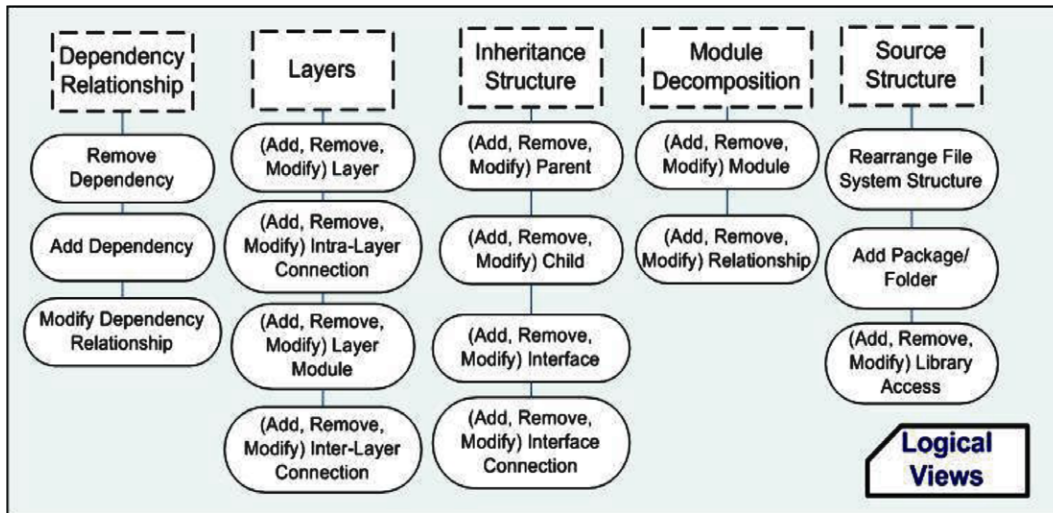 Dependency
Relationship
Remove
Dependency
Add Dependency
Modify Dependency
Relationship
Layers
(Add, Remove,
Modify) Layer
(Add, Remove,
Modify) Intra-Layer
Connection
(Add, Remove,
Modify) Layer
Module
(Add, Remove,
Modify) Inter-Layer
Connection
Inheritance
Structure
(Add, Remove,
Modify) Parent
(Add, Remove,
Modify) Child
(Add, Remove,
Modify) Interface
(Add, Remove,
Modify) Interface
Connection
Module
Decomposition
(Add, Remove,
Modify) Module
(Add, Remove,
Modify) Relationship
Source
Structure
Rearrange File
System Structure
Add Package/
Folder
(Add, Remove,
Modify) Library
Access
Logical
Views